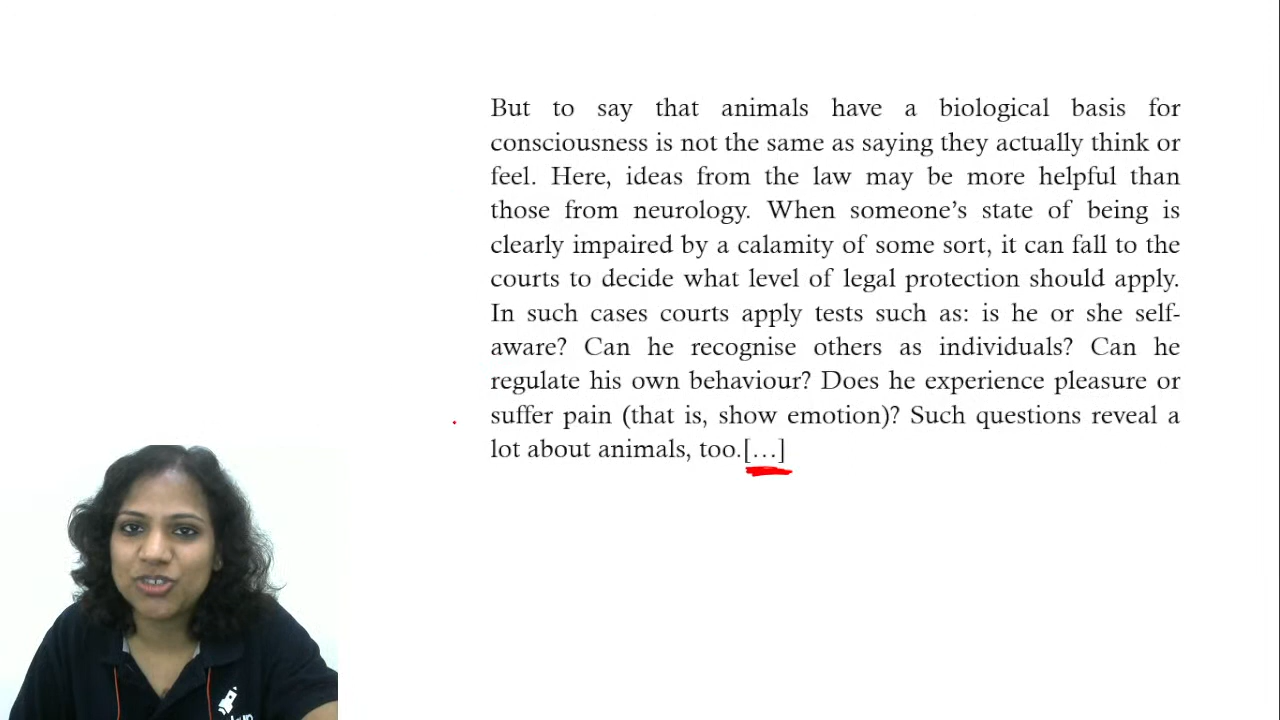 But to say that animals have a biological basis for
consciousness is not the same as saying they actually think or
feel. Here, ideas from the law may be more helpful than
those from neurology. When someone’s state of being is
clearly impaired by a calamity of some sort, it can fall to the
courts to decide what level of legal protection should apply.
In such cases courts apply tests such as: is he or she self-
aware? Can he recognise others as individuals? Can he
regulate his own behaviour? Does he experience pleasure or
suffer pain (that is, show emotion)? Such questions reveal a
lot about animals, too.[…]